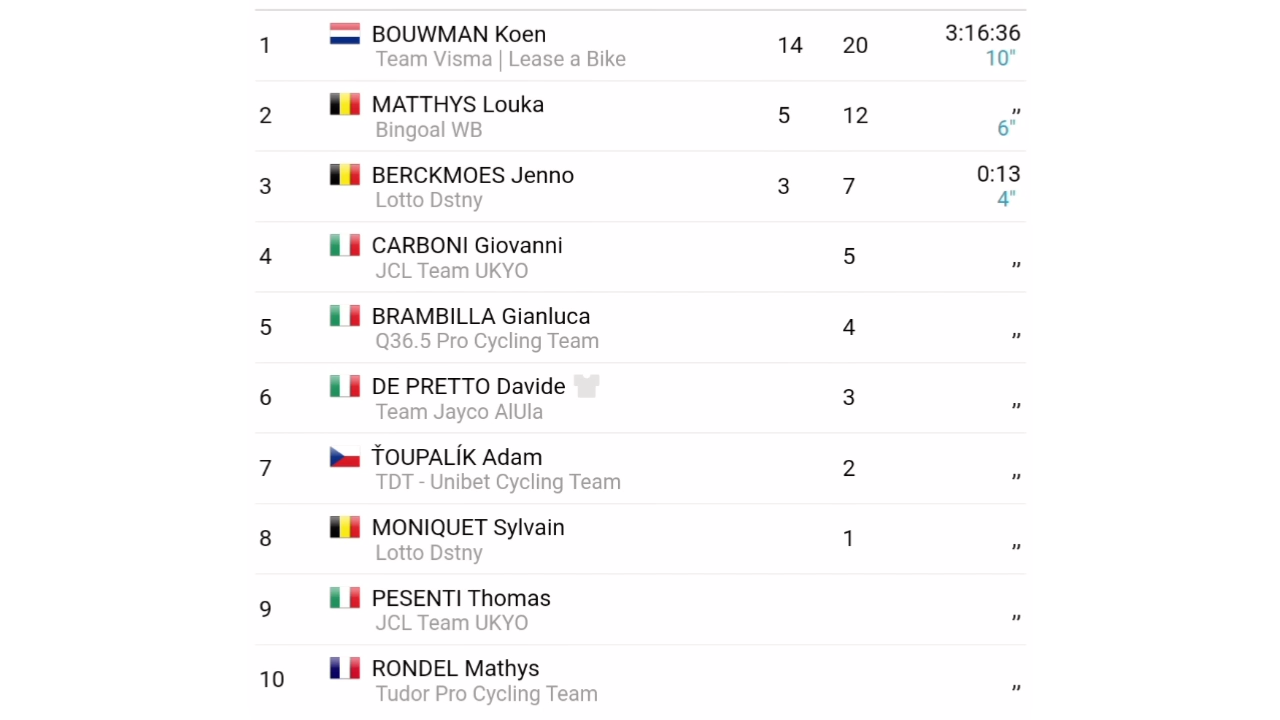 1 BOUWMAN Koen 14 20 3:16:36
Team Visma | Lease a Bike 10"
2 MATTHYS Louka 5 12 ,,
Bingoal WB 6"
3 BERCKMOES Jenno 3 7 0:13
Lotto Dstny 4"
4 CARBONI Giovanni 5 ,,
JCL Team UKYO
5 BRAMBILLA Gianluca 4 ,,
Q36.5 Pro Cycling Team
6 DE PRETTO Davide 3 ,,
Team Jayco AlUla
7 ŤOUPALÍK Adam 2 ,,
TDT - Unibet Cycling Team
8 MONIQUET Sylvain 1 ,,
Lotto Dstny
9 PESENTI Thomas ,,
JCL Team UKYO
10 RONDEL Mathys ,,
Tudor Pro Cycling Team